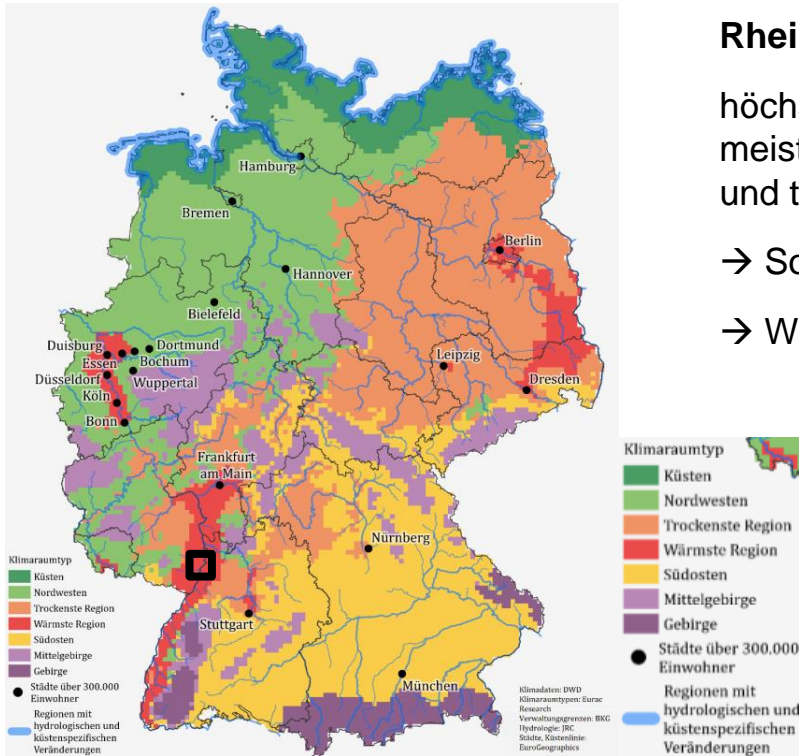 Rhei
höch
meist
und t
→ So
→ W
Hamburg
Bremen
Berlin
Hannover
Bielefeld
Duisburg
Dortmund
Essen
Bochum
Düsseldorf
Wuppertal
Köln
Bonn
Leipzig
Dresden
Frankfurt
am Main
Nürnberg
Stuttgart
München
Klimaraumtyp
Küsten
Nordwesten
Trockenste Region
Wärmste Region
Südosten
Mittelgebirge
Gebirge
Städte über 300.000
Einwohner
Regionen mit
hydrologischen und
küstenspezifischen
Veränderungen
Klimadaten: DWD
Klimaraumtypen: Eurac
Research
Verwaltungsgrenzen: BKG
Hydrologie: JRC
Städte, Küstenlinie:
EuroGeographics
Klimaraumtyp
Küsten
Nordwesten
Trockenste Region
Wärmste Region
Südosten
Mittelgebirge
Gebirge
Städte über 300.000
Einwohner
Regionen mit
hydrologischen und
küstenspezifischen
Veränderungen